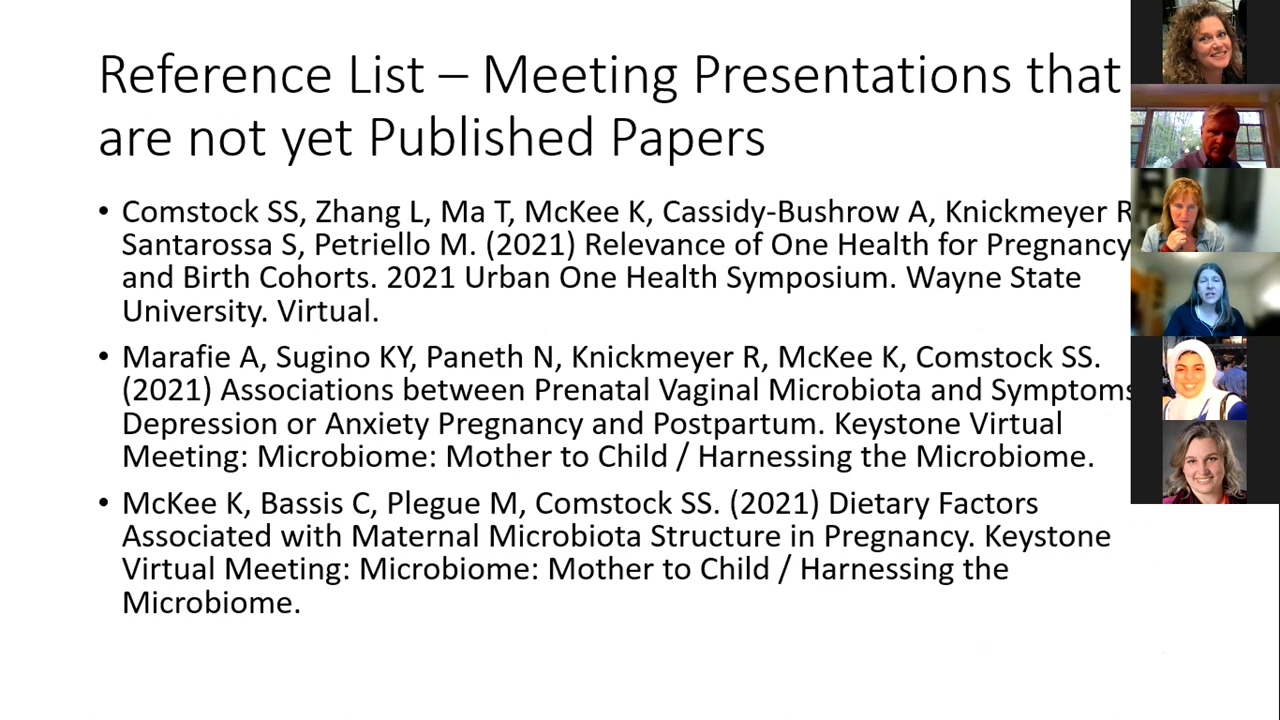 Reference List – Meeting Presentations that
are not yet Published Papers
• Comstock SS, Zhang L, Ma T, McKee K, Cassidy-Bushrow A, Knickmeyer R
Santarossa S, Petriello M. (2021) Relevance of One Health for Pregnancy
and Birth Cohorts. 2021 Urban One Health Symposium. Wayne State
University. Virtual.
• Marafie A, Sugino KY, Paneth N, Knickmeyer R, McKee K, Comstock SS.
(2021) Associations between Prenatal Vaginal Microbiota and Symptoms
Depression or Anxiety Pregnancy and Postpartum. Keystone Virtual
Meeting: Microbiome: Mother to Child / Harnessing the Microbiome.
• McKee K, Bassis C, Plegue M, Comstock SS. (2021) Dietary Factors
Associated with Maternal Microbiota Structure in Pregnancy. Keystone
Virtual Meeting: Microbiome: Mother to Child / Harnessing the
Microbiome.